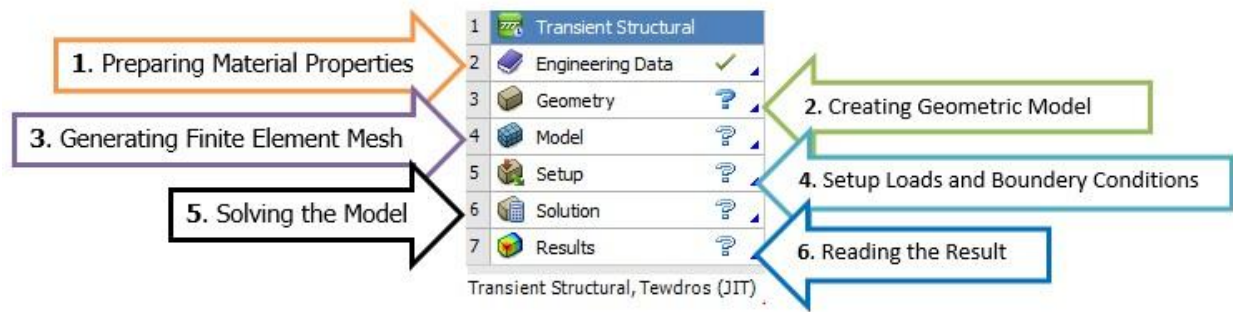 1 Transient Structural
1. Preparing Material Properties
2 Engineering Data
3 Geometry
2. Creating Geometric Model
3. Generating Finite Element Mesh
4 Model
5 Setup
4. Setup Loads and Boundery Conditions
5. Solving the Model
6 Solution
7 Results
6. Reading the Result
Transient Structural, Tewdros (JIT)